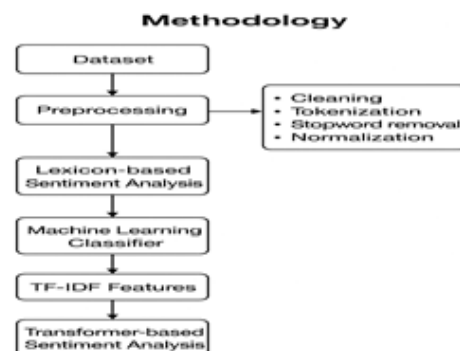 Methodology
Dataset
Preprocessing
• Cleaning
• Tokenization
• Stopword removal
• Normalization
Lexicon-based
Sentiment Analysis
Machine Learning
Classifier
TF-IDF Features
Transformer-based
Sentiment Analysis